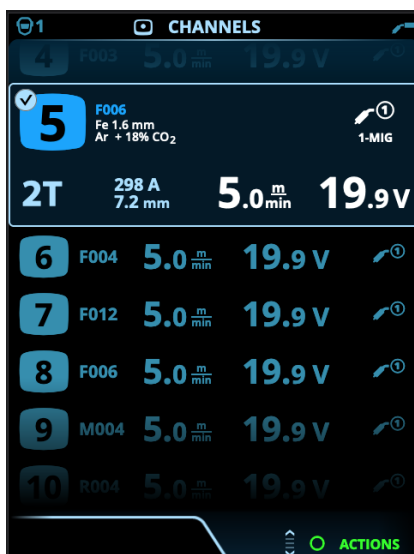 1 CHANNELS
4 F003 5.0 m/min 19.9 V 1
5 F006 1
Fe 1.6 mm
Ar + 18% CO₂ 1-MIG
2T 298 A 5.0 m/min 19.9 V
7.2 mm
6 F004 5.0 m/min 19.9 V 1
7 F012 5.0 m/min 19.9 V 1
8 F006 5.0 m/min 19.9 V 1
9 M004 5.0 m/min 19.9 V 1
10 R004 5.0 m/min 19.9 V 1
ACTIONS